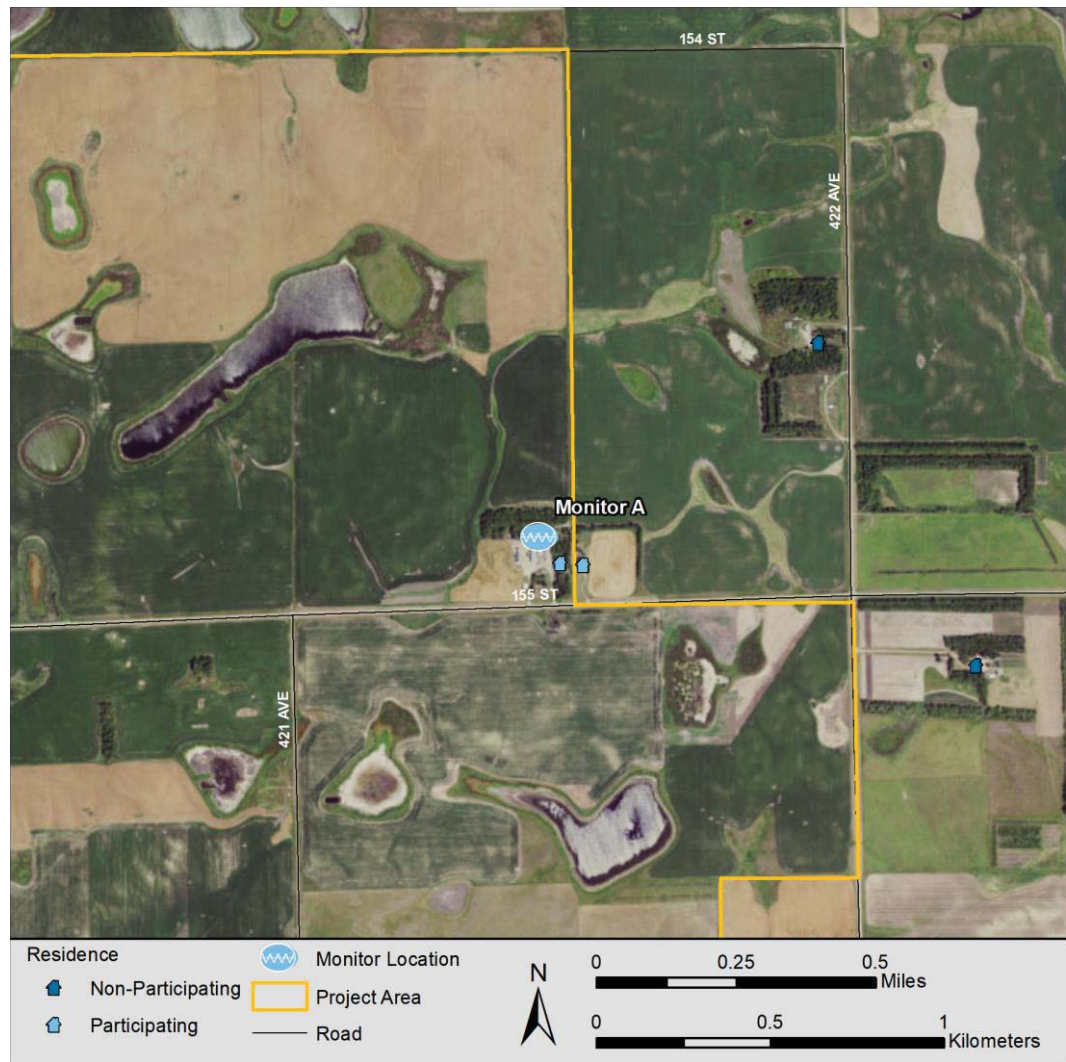 154 ST
422 AVE
Monitor A
155 ST
421 AVE
Residence
Non-Participating
Participating
Monitor Location
Project Area
Road
N
0 0.25 0.5
Miles
0 0.5 1
Kilometers